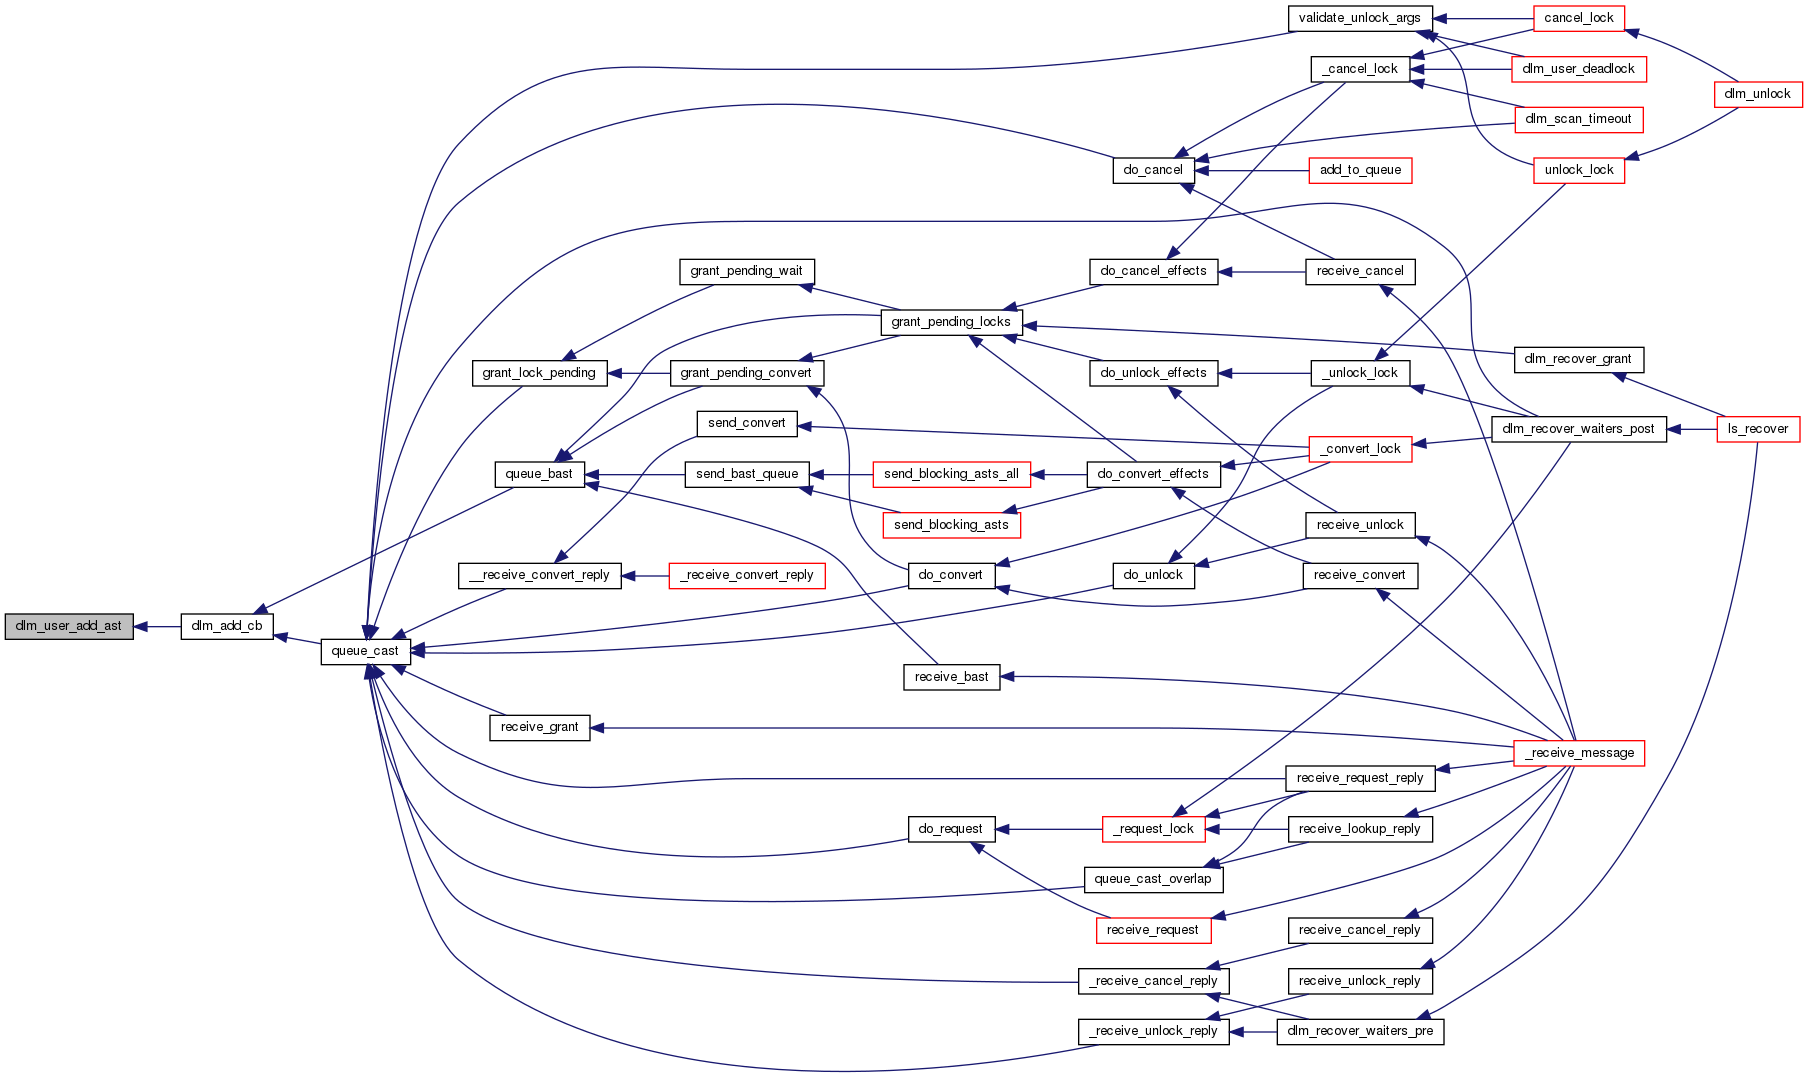 validate_unlock_args
cancel_lock
_cancel_lock
dlm_user_deadlock
dlm_unlock
dlm_scan_timeout
do_cancel
add_to_queue
unlock_lock
grant_pending_wait
do_cancel_effects
receive_cancel
grant_pending_locks
dlm_recover_grant
grant_lock_pending
grant_pending_convert
do_unlock_effects
_unlock_lock
send_convert
dlm_recover_waiters_post
ls_recover
_convert_lock
queue_bast
send_bast_queue
send_blocking_asts_all
do_convert_effects
send_blocking_asts
receive_unlock
__receive_convert_reply
_receive_convert_reply
do_convert
do_unlock
receive_convert
dlm_user_add_ast
dlm_add_cb
queue_cast
receive_bast
receive_grant
_receive_message
receive_request_reply
do_request
_request_lock
receive_lookup_reply
queue_cast_overlap
receive_request
receive_cancel_reply
_receive_cancel_reply
receive_unlock_reply
_receive_unlock_reply
dlm_recover_waiters_pre